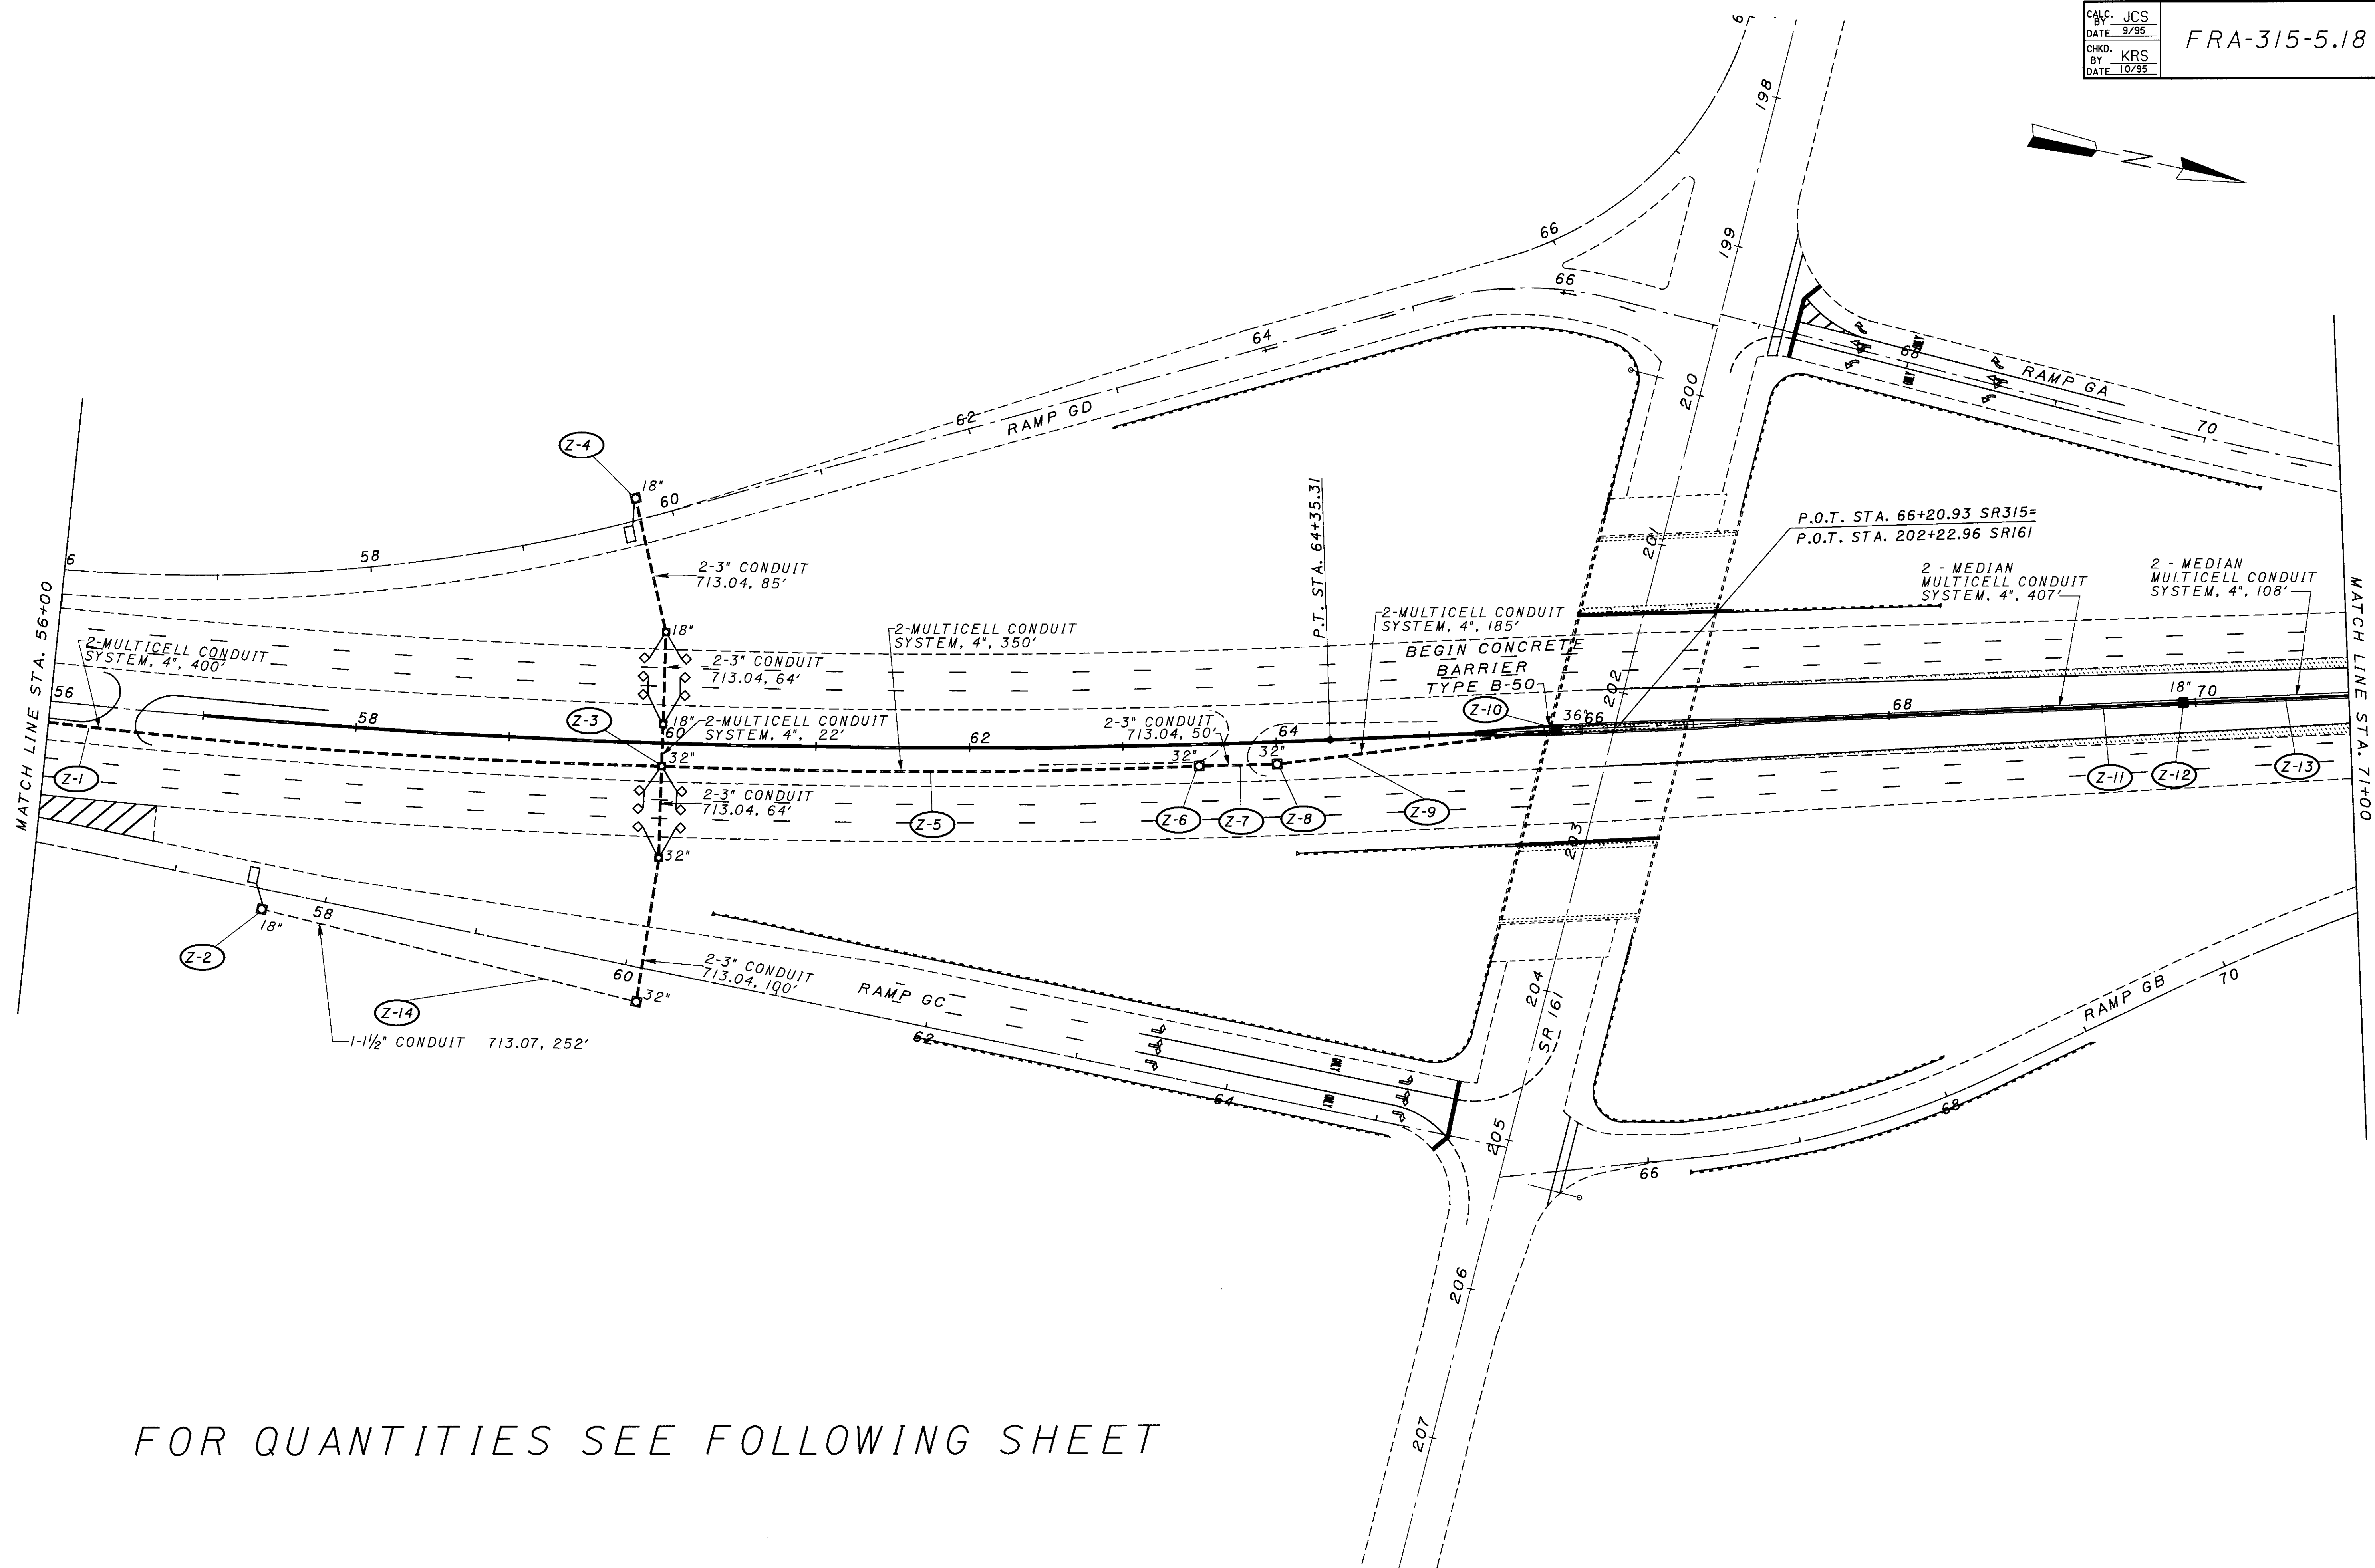 CALC. BY JCS
DATE 9/95
CHKD. BY KRS
DATE 10/95
FRA-315-5.18
N
6
198
199
66
66
200
68
ONLY
ONLY
RAMP GA
70
64
62
RAMP GD
Z-4
18"
60
58
6
2-3" CONDUIT
713.04, 85'
P.T. STA. 64+35.31
201
P.O.T. STA. 66+20.93 SR315=
P.O.T. STA. 202+22.96 SR161
2 - MEDIAN
MULTICELL CONDUIT
SYSTEM, 4", 407'
2 - MEDIAN
MULTICELL CONDUIT
SYSTEM, 4", 108'
MATCH LINE STA. 56+00
MATCH LINE STA. 71+00
2-MULTICELL CONDUIT
SYSTEM, 4", 400'
18"
2-3" CONDUIT
713.04, 64'
2-MULTICELL CONDUIT
SYSTEM, 4", 350'
2-MULTICELL CONDUIT
SYSTEM, 4", 185'
BEGIN CONCRETE
BARRIER
TYPE B-50
202
56
58
Z-3
18"
60
2-MULTICELL CONDUIT
SYSTEM, 4", 22'
62
2-3" CONDUIT
713.04, 50'
64
Z-10
36"
66
68
18"
70
32"
32"
32"
Z-1
2-3" CONDUIT
713.04, 64'
Z-5
Z-6
Z-7
Z-8
Z-9
Z-11
Z-12
Z-13
203
32"
58
18"
Z-2
60
2-3" CONDUIT
713.04, 100'
32"
RAMP GC
Z-14
1-1½" CONDUIT 713.07, 252'
62
204
SR 161
RAMP GB
70
ONLY
ONLY
64
68
205
66
206
207
FOR QUANTITIES SEE FOLLOWING SHEET